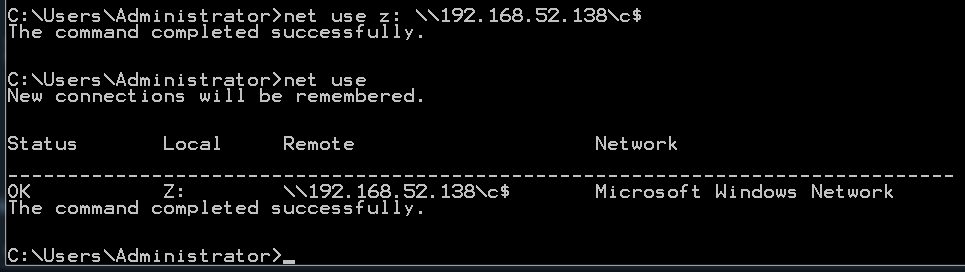 C:\Users\Administrator>net use z: \\192.168.52.138\c$
The command completed successfully.
C:\Users\Administrator>net use
New connections will be remembered.
Status Local Remote Network
-------------------------------------------------------------------------------
OK Z: \\192.168.52.138\c$ Microsoft Windows Network
The command completed successfully.
C:\Users\Administrator>_